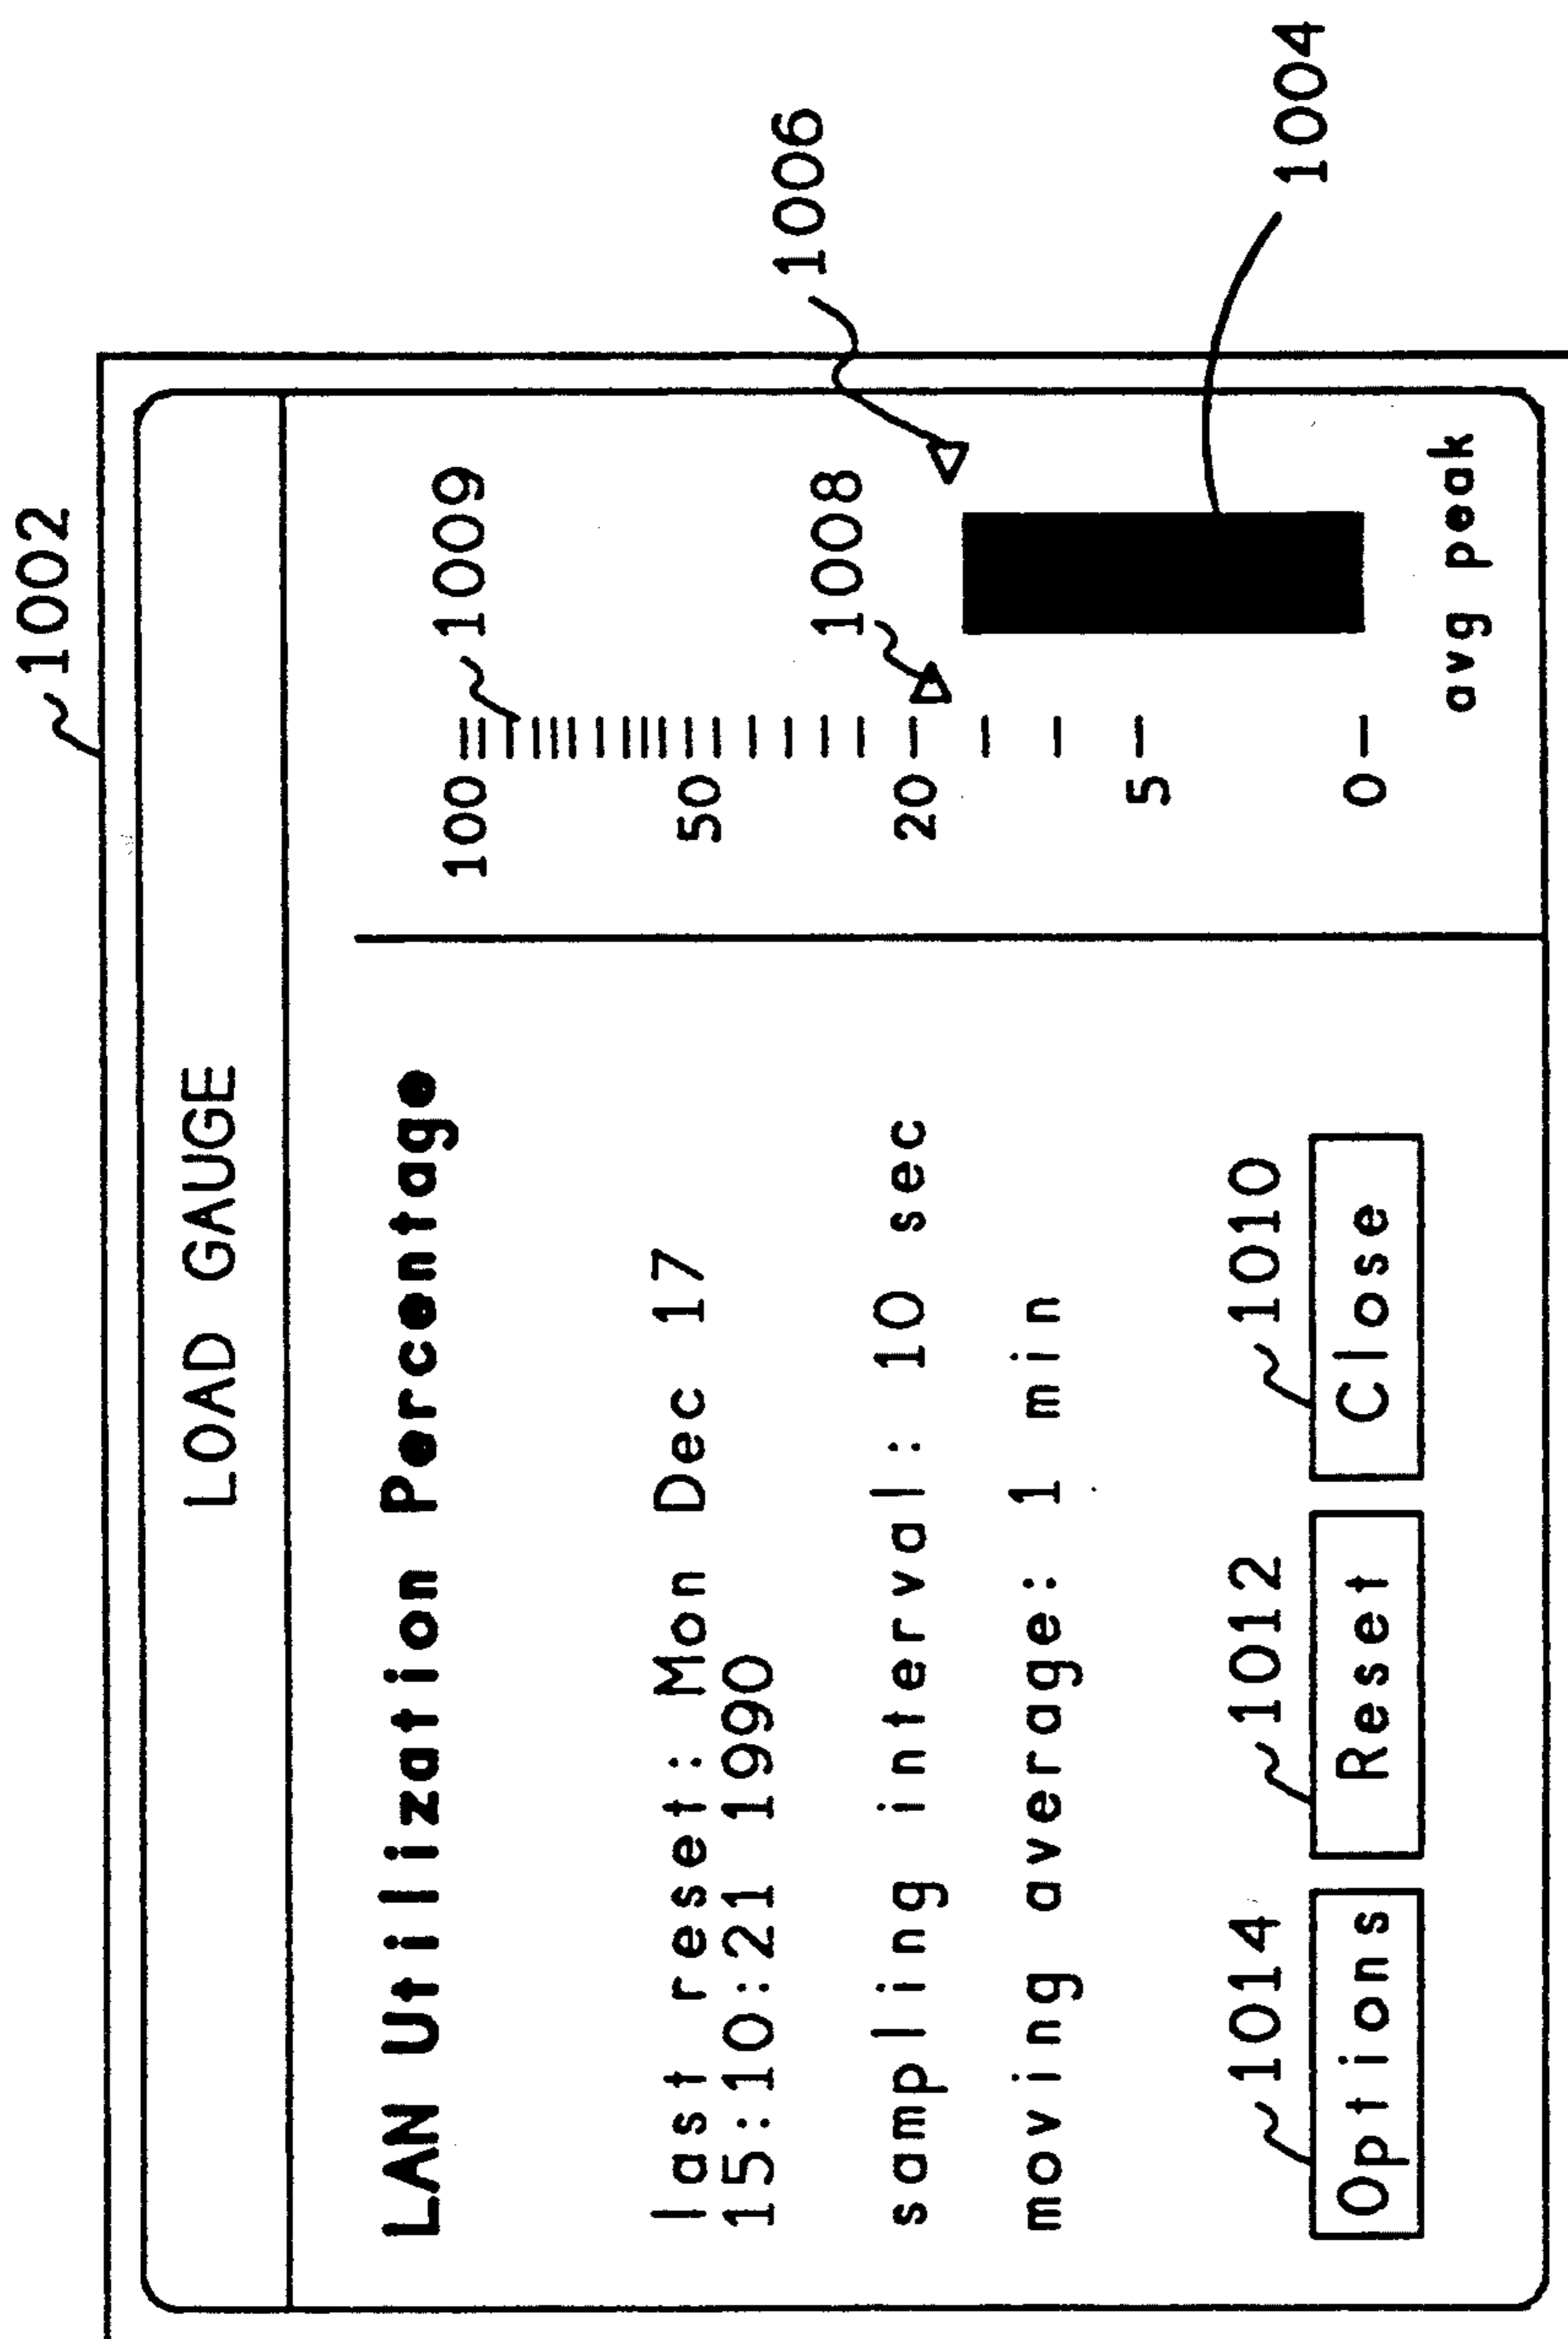 1002
LOAD GAUGE
LAN Utilization Percentage
last reset: Mon Dec 17
15:10:21 1990
sampling interval: 10 sec
moving average: 1 min
1014
1012
1010
Options
Reset
Close
100
1009
50
1008
1006
20
5
0
1004
avg peak